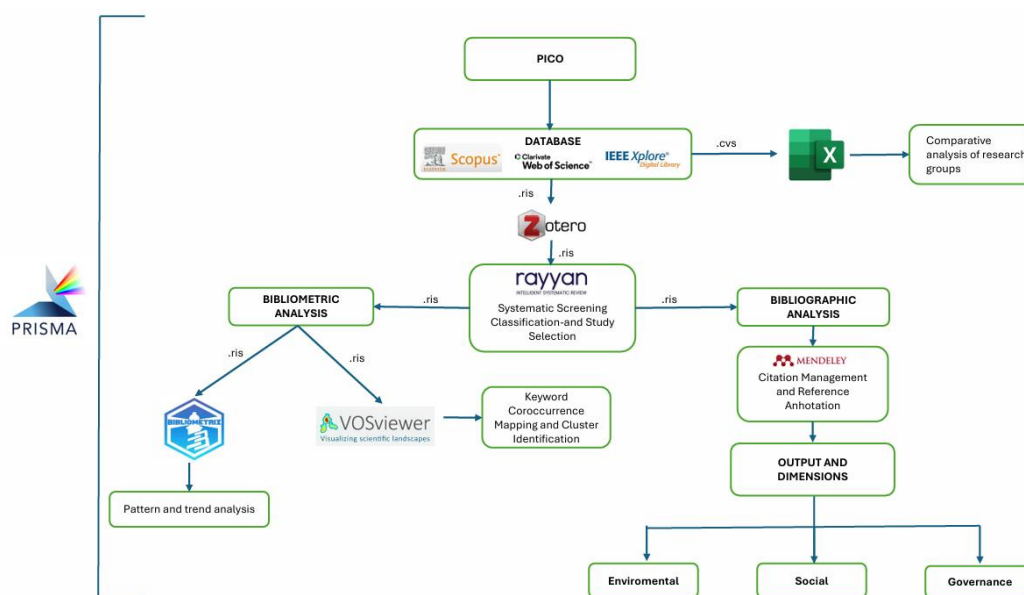 PICO
DATABASE
Scopus
Clarivate
Web of Science
IEEE Xplore
Digital Library
.cvs
X
Comparative
analysis of research
groups
.ris
zotero
.ris
rayyan
INTELLIGENT SYSTEMATIC REVIEW
Systematic Screening
Classification-and Study
Selection
.ris
.ris
BIBLIOMETRIC
ANALYSIS
BIBLIOGRAPHIC
ANALYSIS
PRISMA
.ris
.ris
MENDELEY
Citation Management
and Reference
Anhotation
BIBLIOMETRIX
VOSviewer
Visualizing scientific landscapes
Keyword
Coroccurrence
Mapping and Cluster
Identification
OUTPUT AND
DIMENSIONS
Pattern and trend analysis
Enviromental
Social
Governance